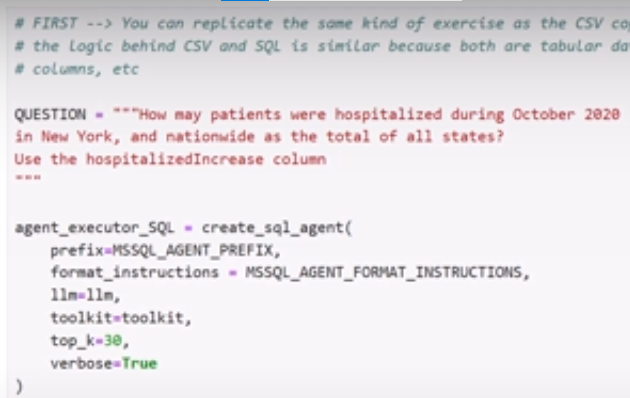 # FIRST --> You can replicate the same kind of exercise as the CSV
# the logic behind CSV and SQL is similar because both are tabular
# columns, etc
QUESTION = """How may patients were hospitalized during October 2020
in New York, and nationwide as the total of all states?
Use the hospitalizedIncrease column
"""
agent_executor_SQL = create_sql_agent(
prefix=MSSQL_AGENT_PREFIX,
format_instructions = MSSQL_AGENT_FORMAT_INSTRUCTIONS,
llm=llm,
toolkit=toolkit,
top_k=30,
verbose=True
)